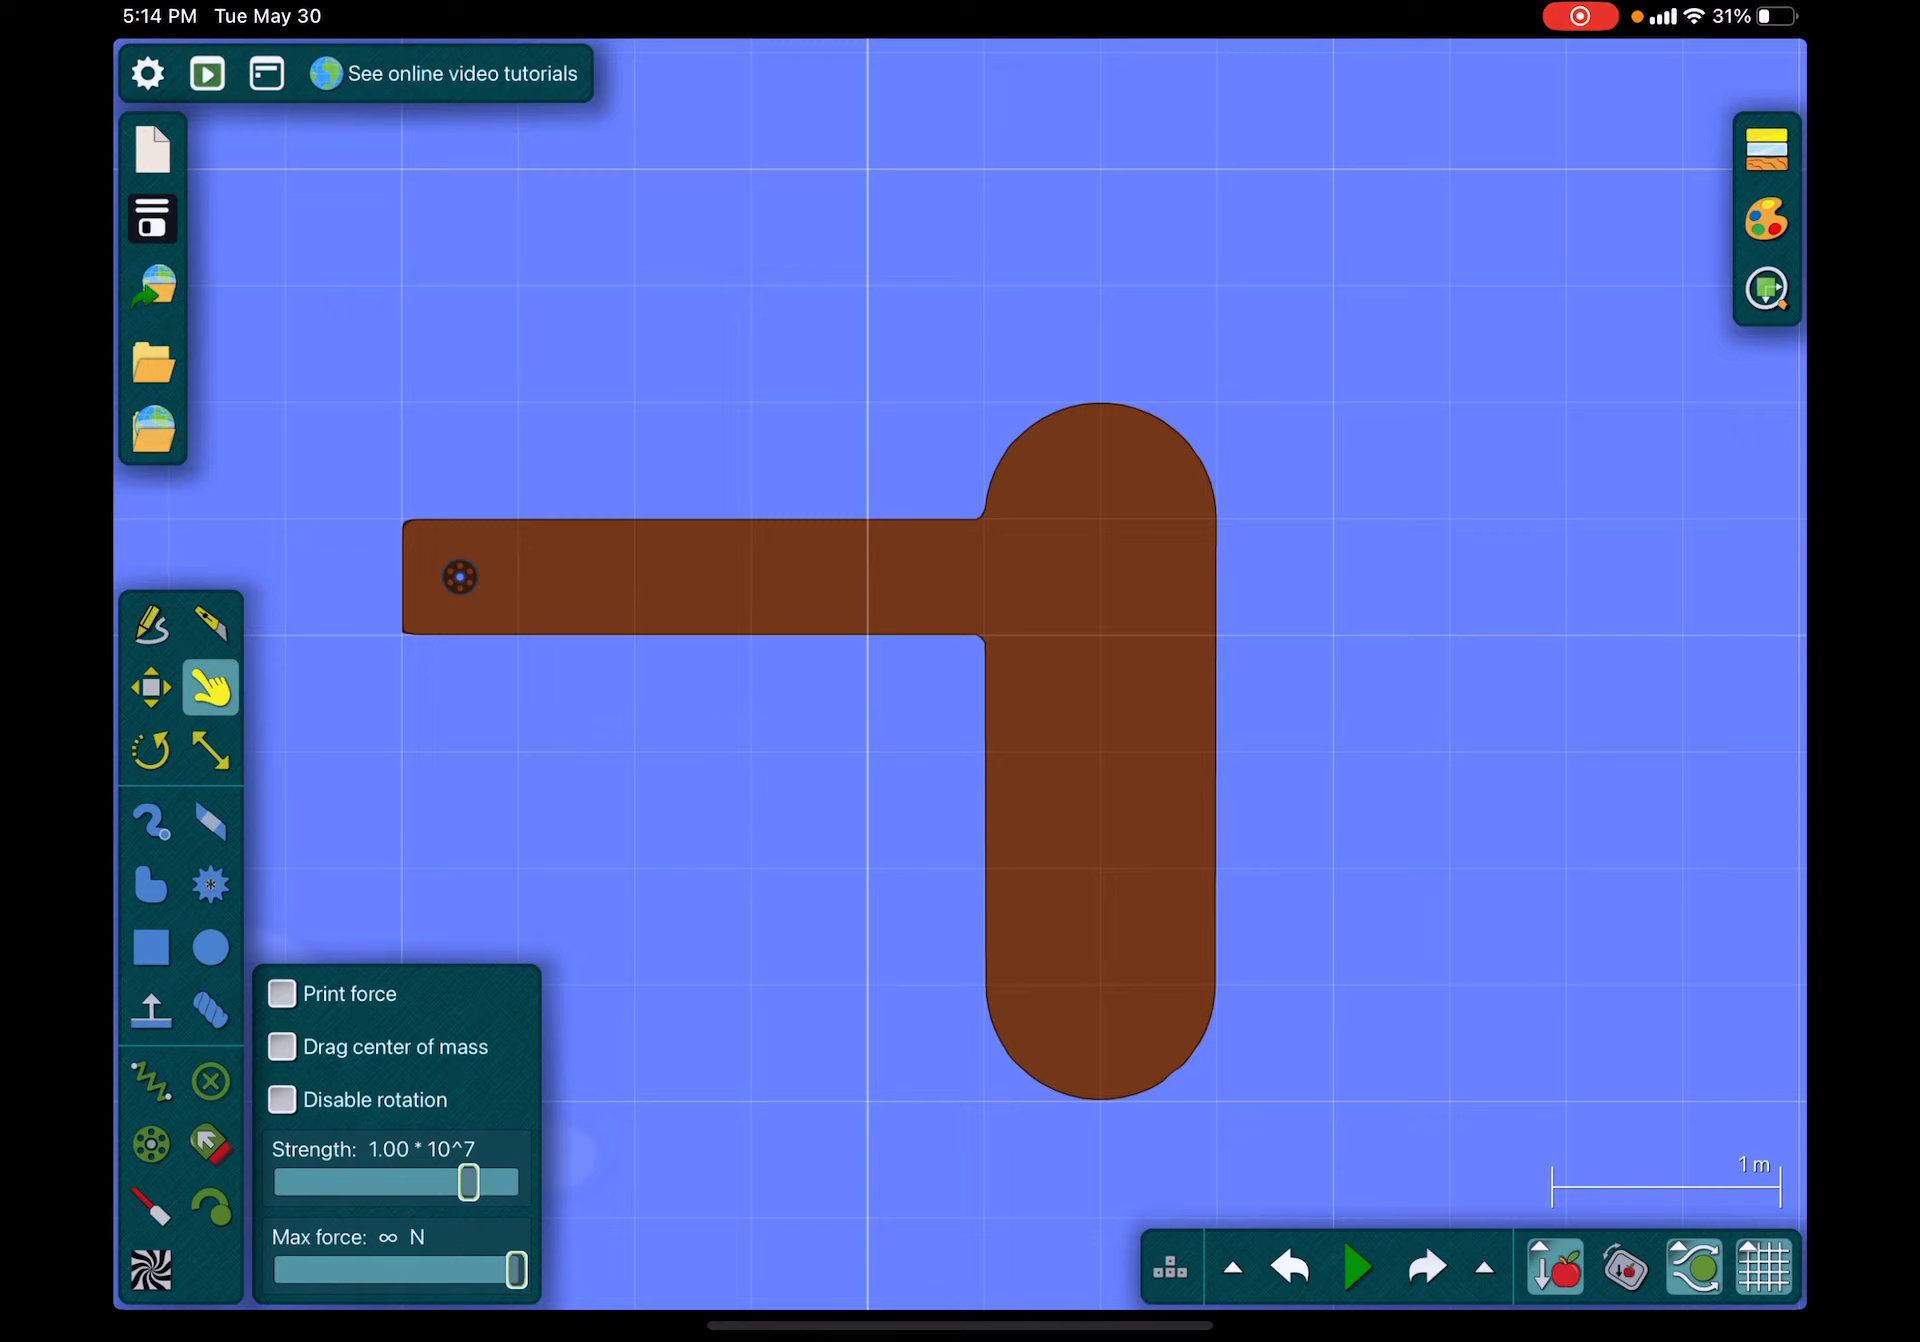 5:14 PM Tue May 30
31%
See online video tutorials
Print force
Drag center of mass
Disable rotation
Strength: 1.00 * 10^7
1 m
Max force: ∞ N